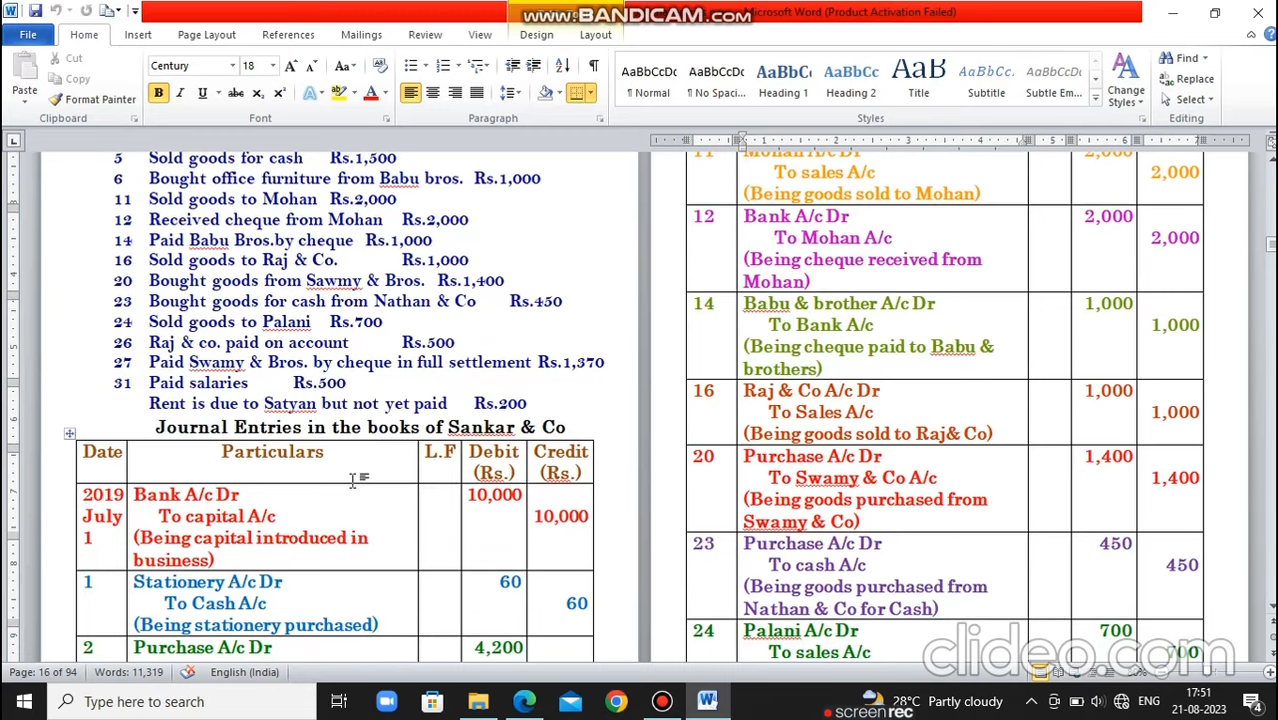 www.BANDICAM.com
Microsoft Word (Product Activation Failed)
File Home Insert Page Layout References Mailings Review View Design Layout
Cut
Copy
Format Painter
Paste
Clipboard
Century 18
Font
Paragraph
AaBbCcDc AaBbCcDc AaBbCc AaBbCc AaB AaBbCcL AaBbCcDc
¶ Normal ¶ No Spaci... Heading 1 Heading 2 Title Subtitle Subtle Em...
Change Styles
Styles
Find
Replace
Select
Editing
5 Sold goods for cash Rs.1,500
6 Bought office furniture from Babu bros. Rs.1,000
11 Sold goods to Mohan Rs.2,000
12 Received cheque from Mohan Rs.2,000
14 Paid Babu Bros.by cheque Rs.1,000
16 Sold goods to Raj & Co. Rs.1,000
20 Bought goods from Sawmy & Bros. Rs.1,400
23 Bought goods for cash from Nathan & Co Rs.450
24 Sold goods to Palani Rs.700
26 Raj & co. paid on account Rs.500
27 Paid Swamy & Bros. by cheque in full settlement Rs.1,370
31 Paid salaries Rs.500
Rent is due to Satyan but not yet paid Rs.200
Journal Entries in the books of Sankar & Co
Date Particulars L.F Debit Credit
(Rs.) (Rs.)
2019 Bank A/c Dr 10,000
July To capital A/c 10,000
1 (Being capital introduced in
business)
1 Stationery A/c Dr 60
To Cash A/c 60
(Being stationery purchased)
2 Purchase A/c Dr 4,200
11 Mohan A/c Dr 2,000
To sales A/c 2,000
(Being goods sold to Mohan)
12 Bank A/c Dr 2,000
To Mohan A/c 2,000
(Being cheque received from
Mohan)
14 Babu & brother A/c Dr 1,000
To Bank A/c 1,000
(Being cheque paid to Babu &
brothers)
16 Raj & Co A/c Dr 1,000
To Sales A/c 1,000
(Being goods sold to Raj& Co)
20 Purchase A/c Dr 1,400
To Swamy & Co A/c 1,400
(Being goods purchased from
Swamy & Co)
23 Purchase A/c Dr 450
To cash A/c 450
(Being goods purchased from
Nathan & Co for Cash)
24 Palani A/c Dr 700
To sales A/c 700
clideo.com
Page: 16 of 94 Words: 11,319 English (India)
Type here to search
28°C Partly cloudy
ENG
17:51
21-08-2023
screen rec